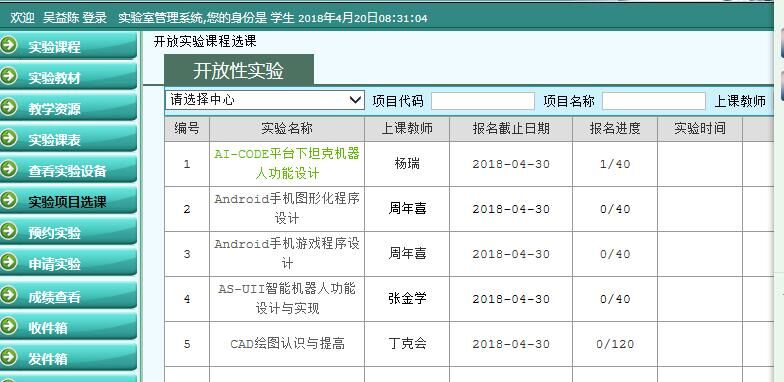 欢迎 吴益陈 登录 实验室管理系统,您的身份是 学生 2018年4月20日08:31:04
实验课程
实验教材
教学资源
实验课表
查看实验设备
实验项目选课
预约实验
申请实验
成绩查看
收件箱
发件箱
开放实验课程选课
开放性实验
请选择中心 项目代码 项目名称 上课教师
编号 实验名称 上课教师 报名截止日期 报名进度 实验时间
1 AI-CODE平台下坦克机器人功能设计 杨瑞 2018-04-30 1/40
2 Android手机图形化程序设计 周年喜 2018-04-30 0/40
3 Android手机游戏程序设计 周年喜 2018-04-30 0/40
4 AS-UII智能机器人功能设计与实现 张金学 2018-04-30 0/40
5 CAD绘图认识与提高 丁克会 2018-04-30 0/120